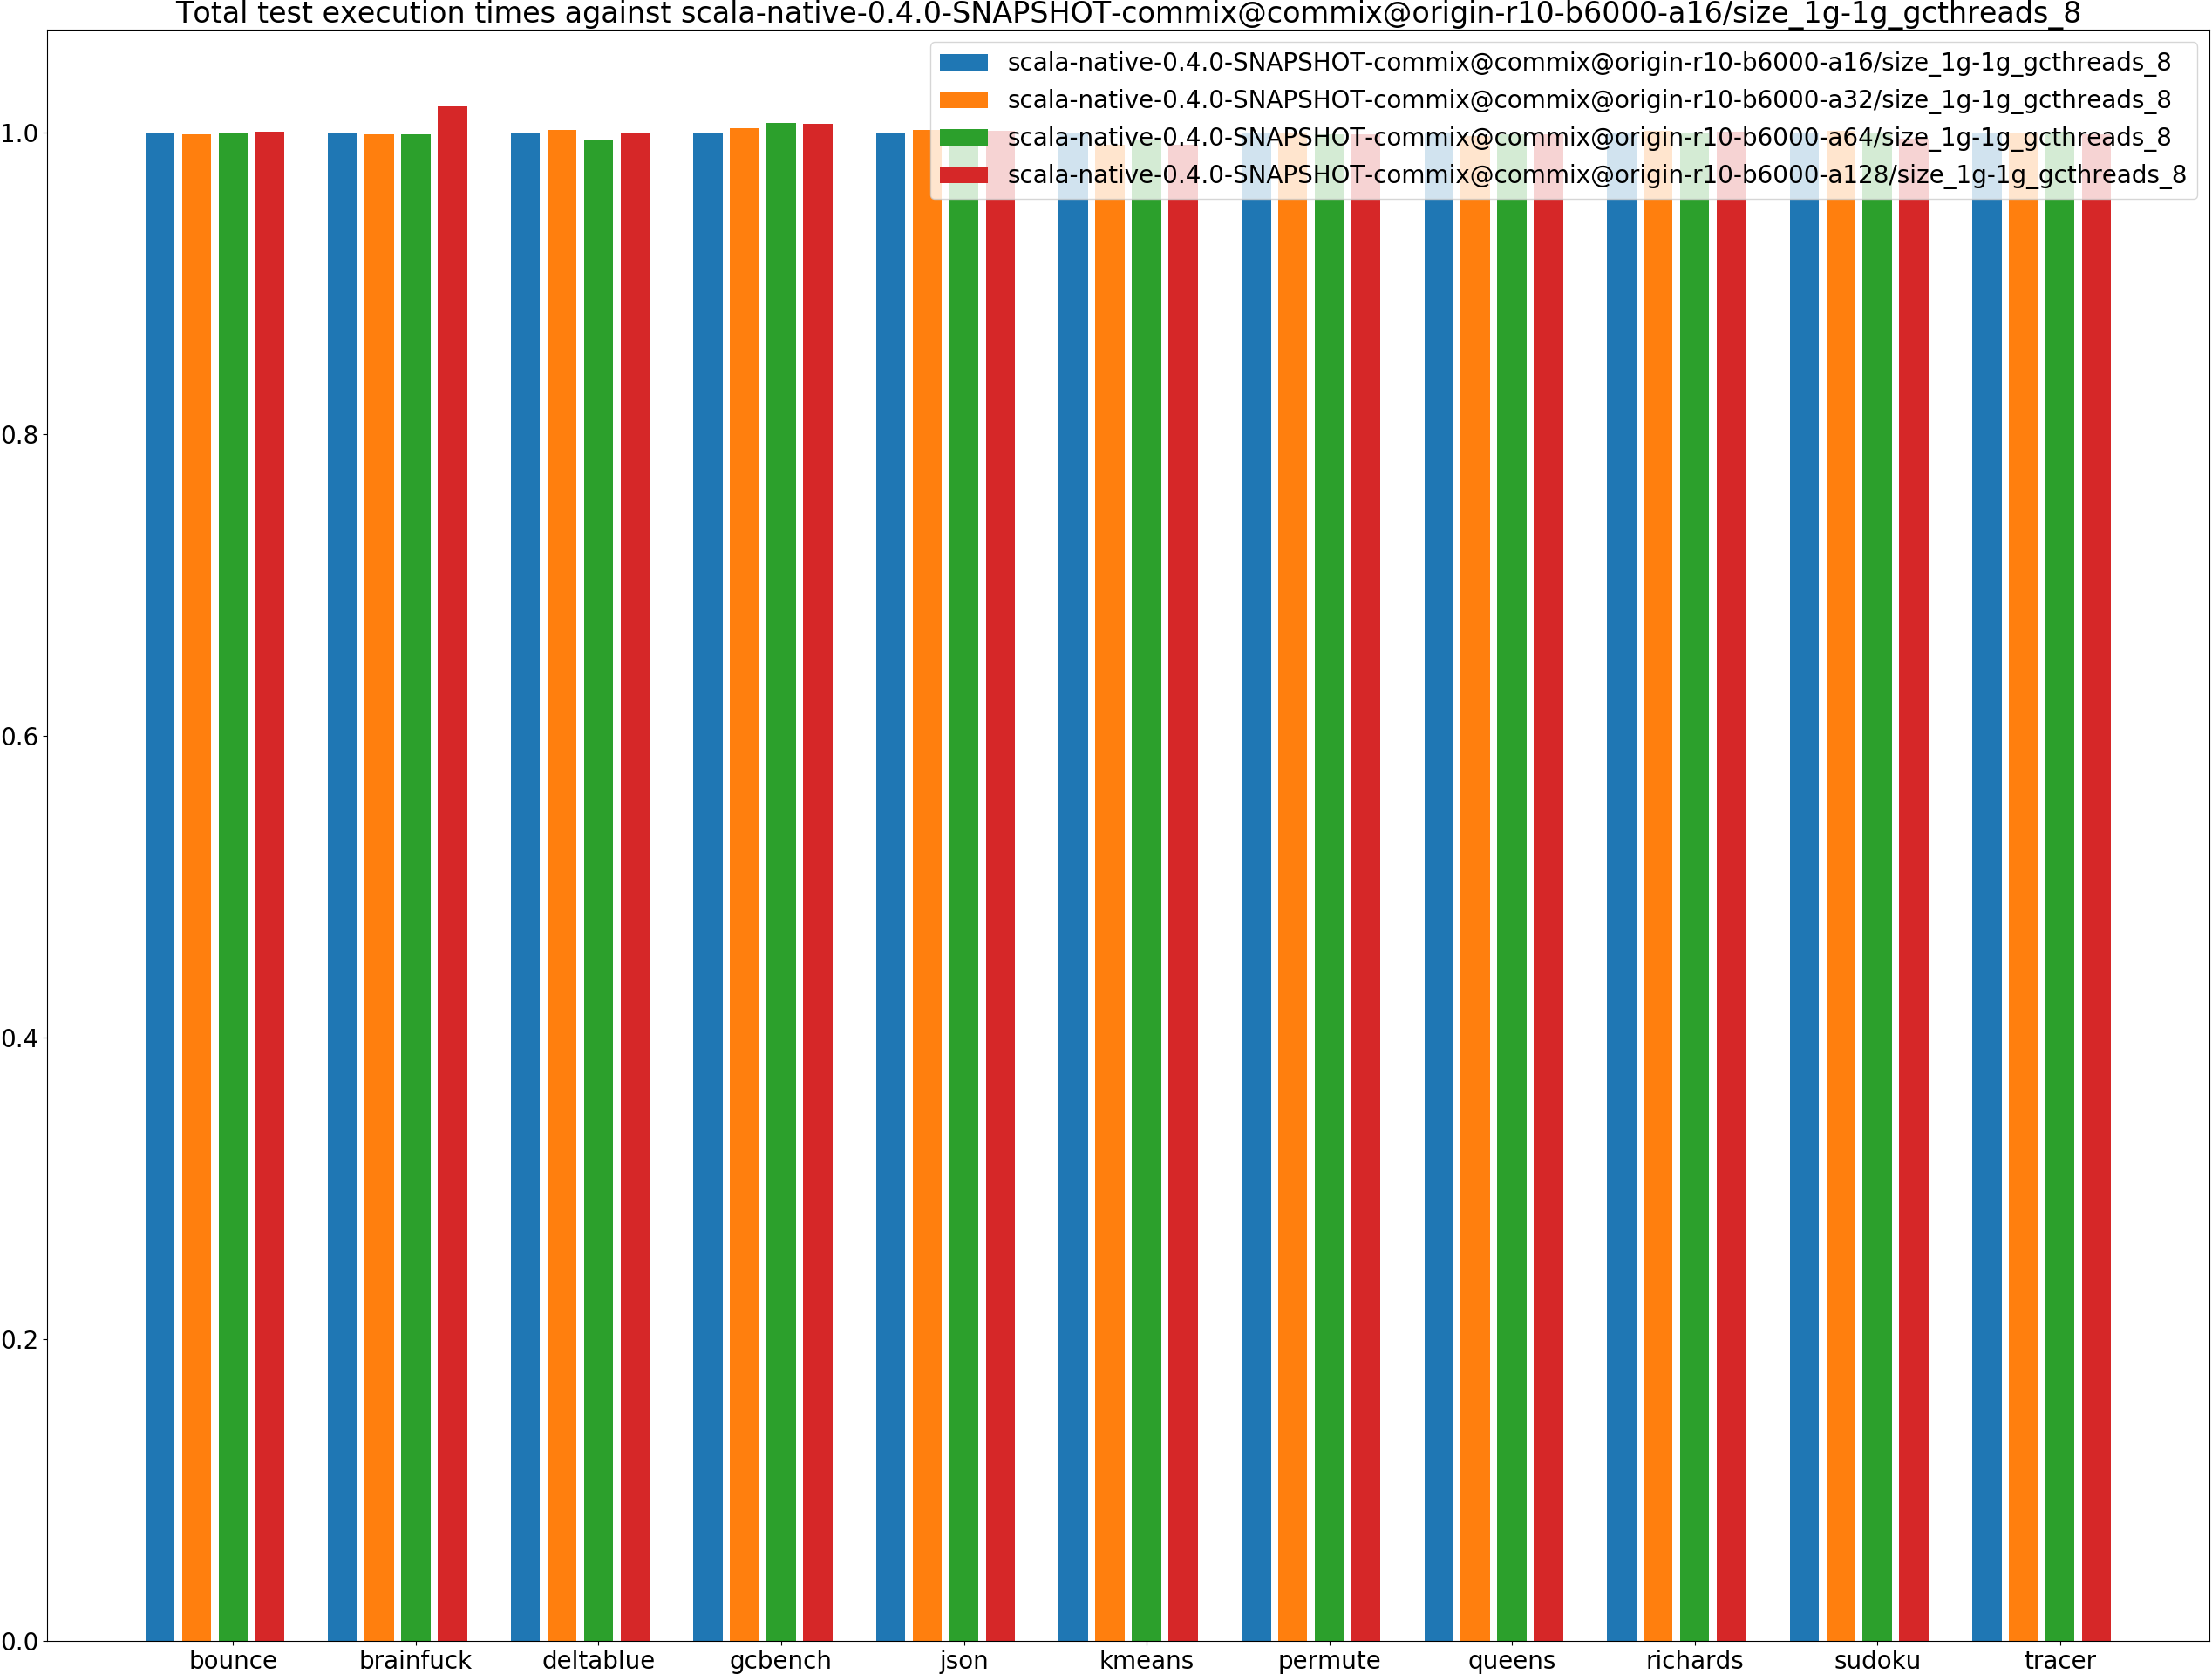 Total test execution times against scala-native-0.4.0-SNAPSHOT-commix@commix@origin-r10-b6000-a16/size_1g-1g_gcthreads_8
scala-native-0.4.0-SNAPSHOT-commix@commix@origin-r10-b6000-a16/size_1g-1g_gcthreads_8
scala-native-0.4.0-SNAPSHOT-commix@commix@origin-r10-b6000-a32/size_1g-1g_gcthreads_8
scala-native-0.4.0-SNAPSHOT-commix@commix@origin-r10-b6000-a64/size_1g-1g_gcthreads_8
scala-native-0.4.0-SNAPSHOT-commix@commix@origin-r10-b6000-a128/size_1g-1g_gcthreads_8
1.0
0.8
0.6
0.4
0.2
0.0
bounce brainfuck deltablue gcbench json kmeans permute queens richards sudoku tracer